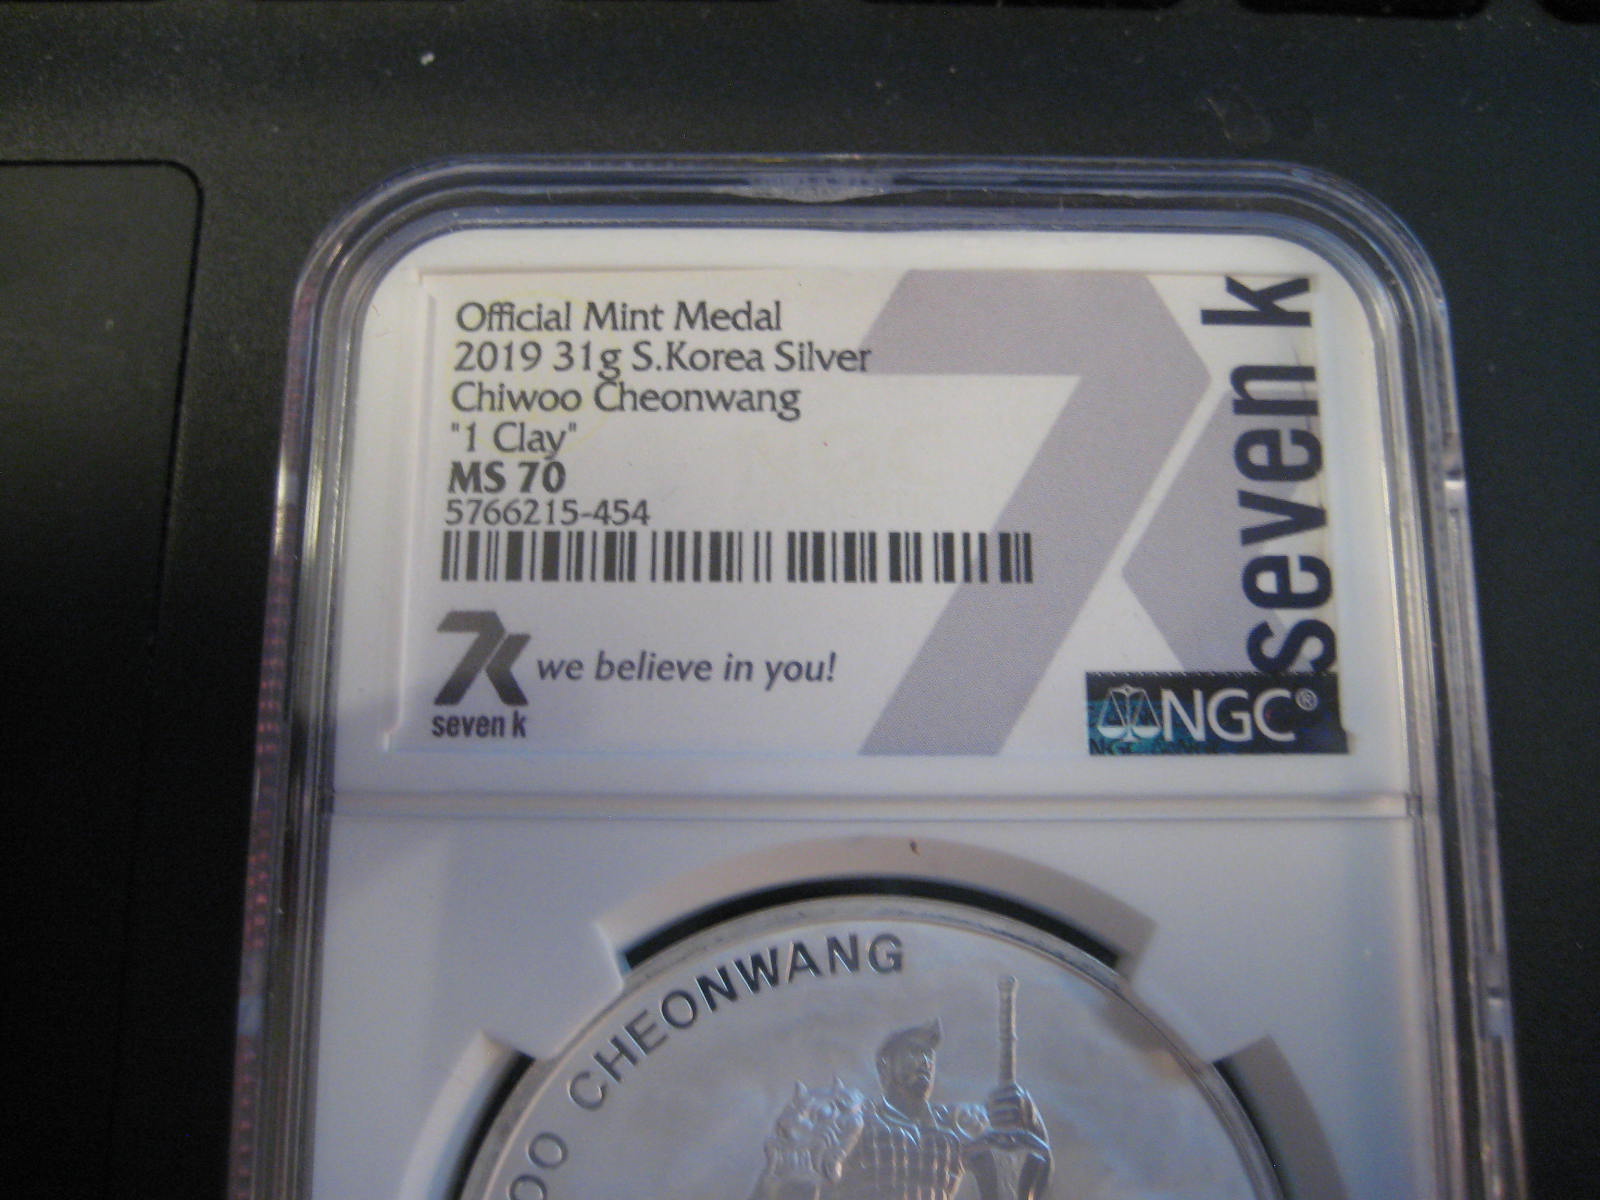 Official Mint Medal
2019 31g S.Korea Silver
Chiwoo Cheonwang
"1 Clay"
MS 70
5766215-454
7k we believe in you!
seven k
seven k
NGC®
CHEONWANG